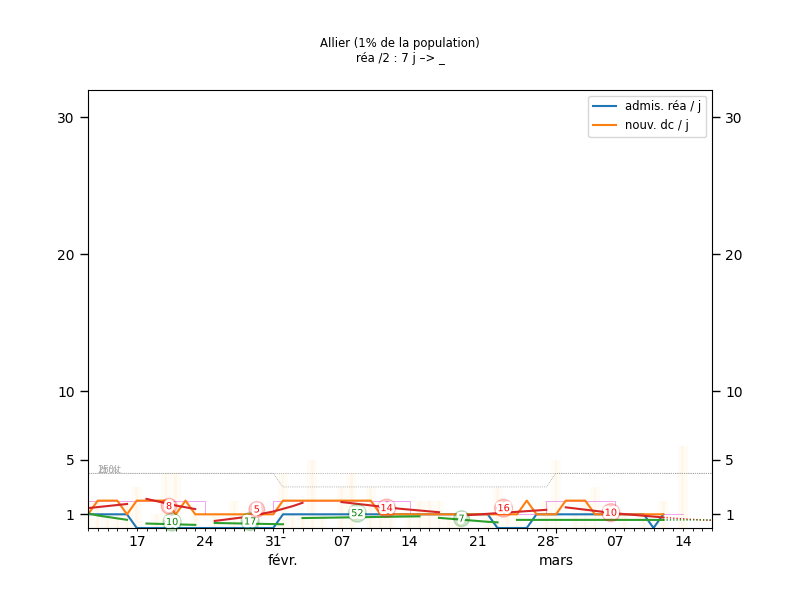 Allier (1% de la population)
réa /2 : 7 j –> _
admis. réa / j
nouv. dc / j
30 30
20 20
10 10
5 5
1 1
8 10 17 5 52 14 7 16 10
17 24 31- 07 14 21 28- 07 14
févr. mars